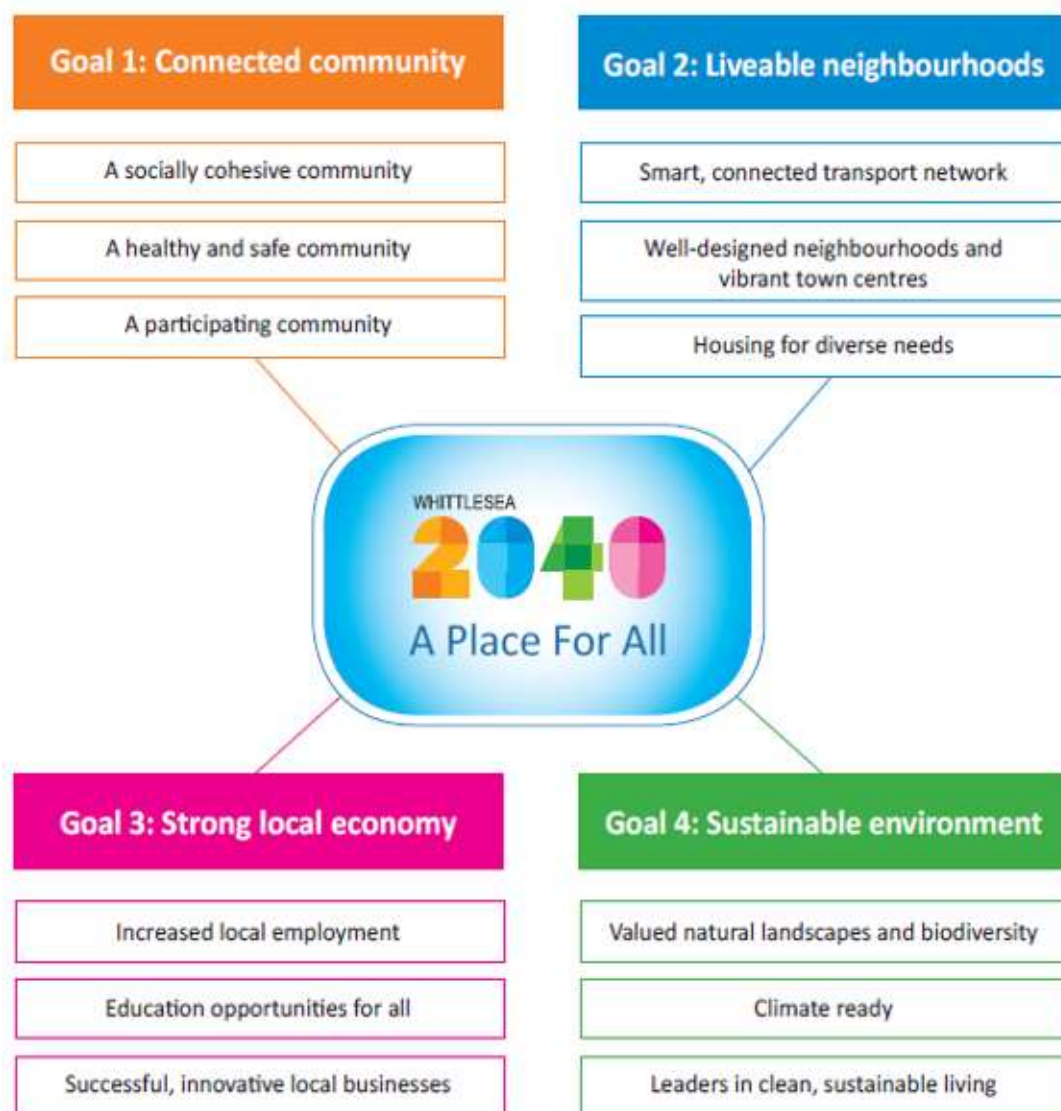 Goal 1: Connected community
A socially cohesive community
A healthy and safe community
A participating community
Goal 2: Liveable neighbourhoods
Smart, connected transport network
Well-designed neighbourhoods and
vibrant town centres
Housing for diverse needs
WHITTLESEA
2040
A Place For All
Goal 3: Strong local economy
Increased local employment
Education opportunities for all
Successful, innovative local businesses
Goal 4: Sustainable environment
Valued natural landscapes and biodiversity
Climate ready
Leaders in clean, sustainable living